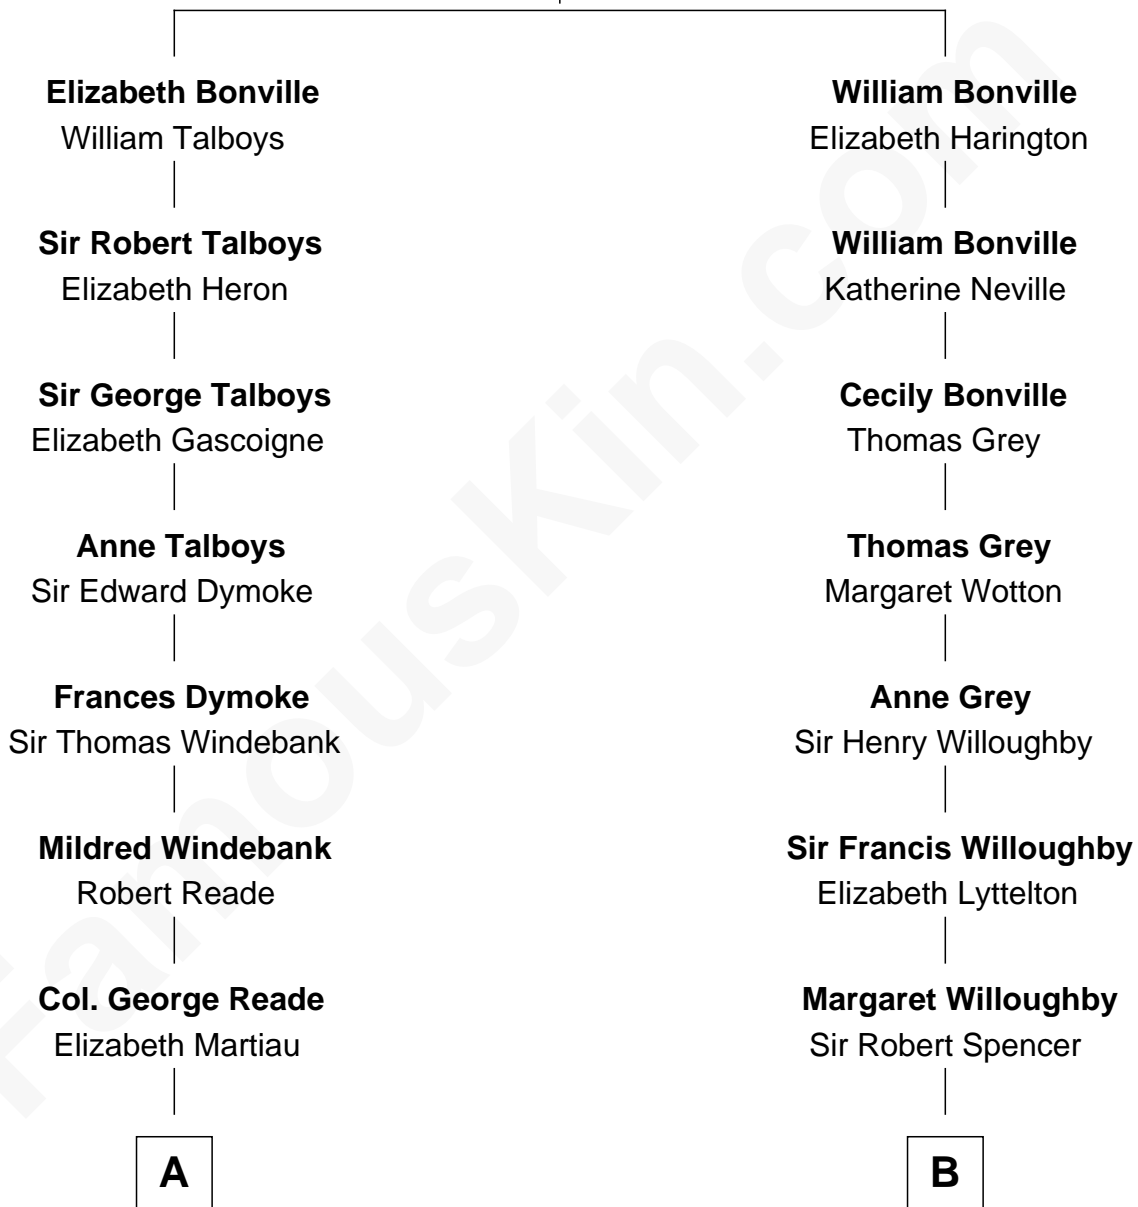 Elizabeth Bonville
William Talboys
Sir Robert Talboys
Elizabeth Heron
Sir George Talboys
Elizabeth Gascoigne
Anne Talboys
Sir Edward Dymoke
Frances Dymoke
Sir Thomas Windebank
Mildred Windebank
Robert Reade
Col. George Reade
Elizabeth Martiau
A
William Bonville
Elizabeth Harington
William Bonville
Katherine Neville
Cecily Bonville
Thomas Grey
Thomas Grey
Margaret Wotton
Anne Grey
Sir Henry Willoughby
Sir Francis Willoughby
Elizabeth Lyttelton
Margaret Willoughby
Sir Robert Spencer
B
FamousKin.com